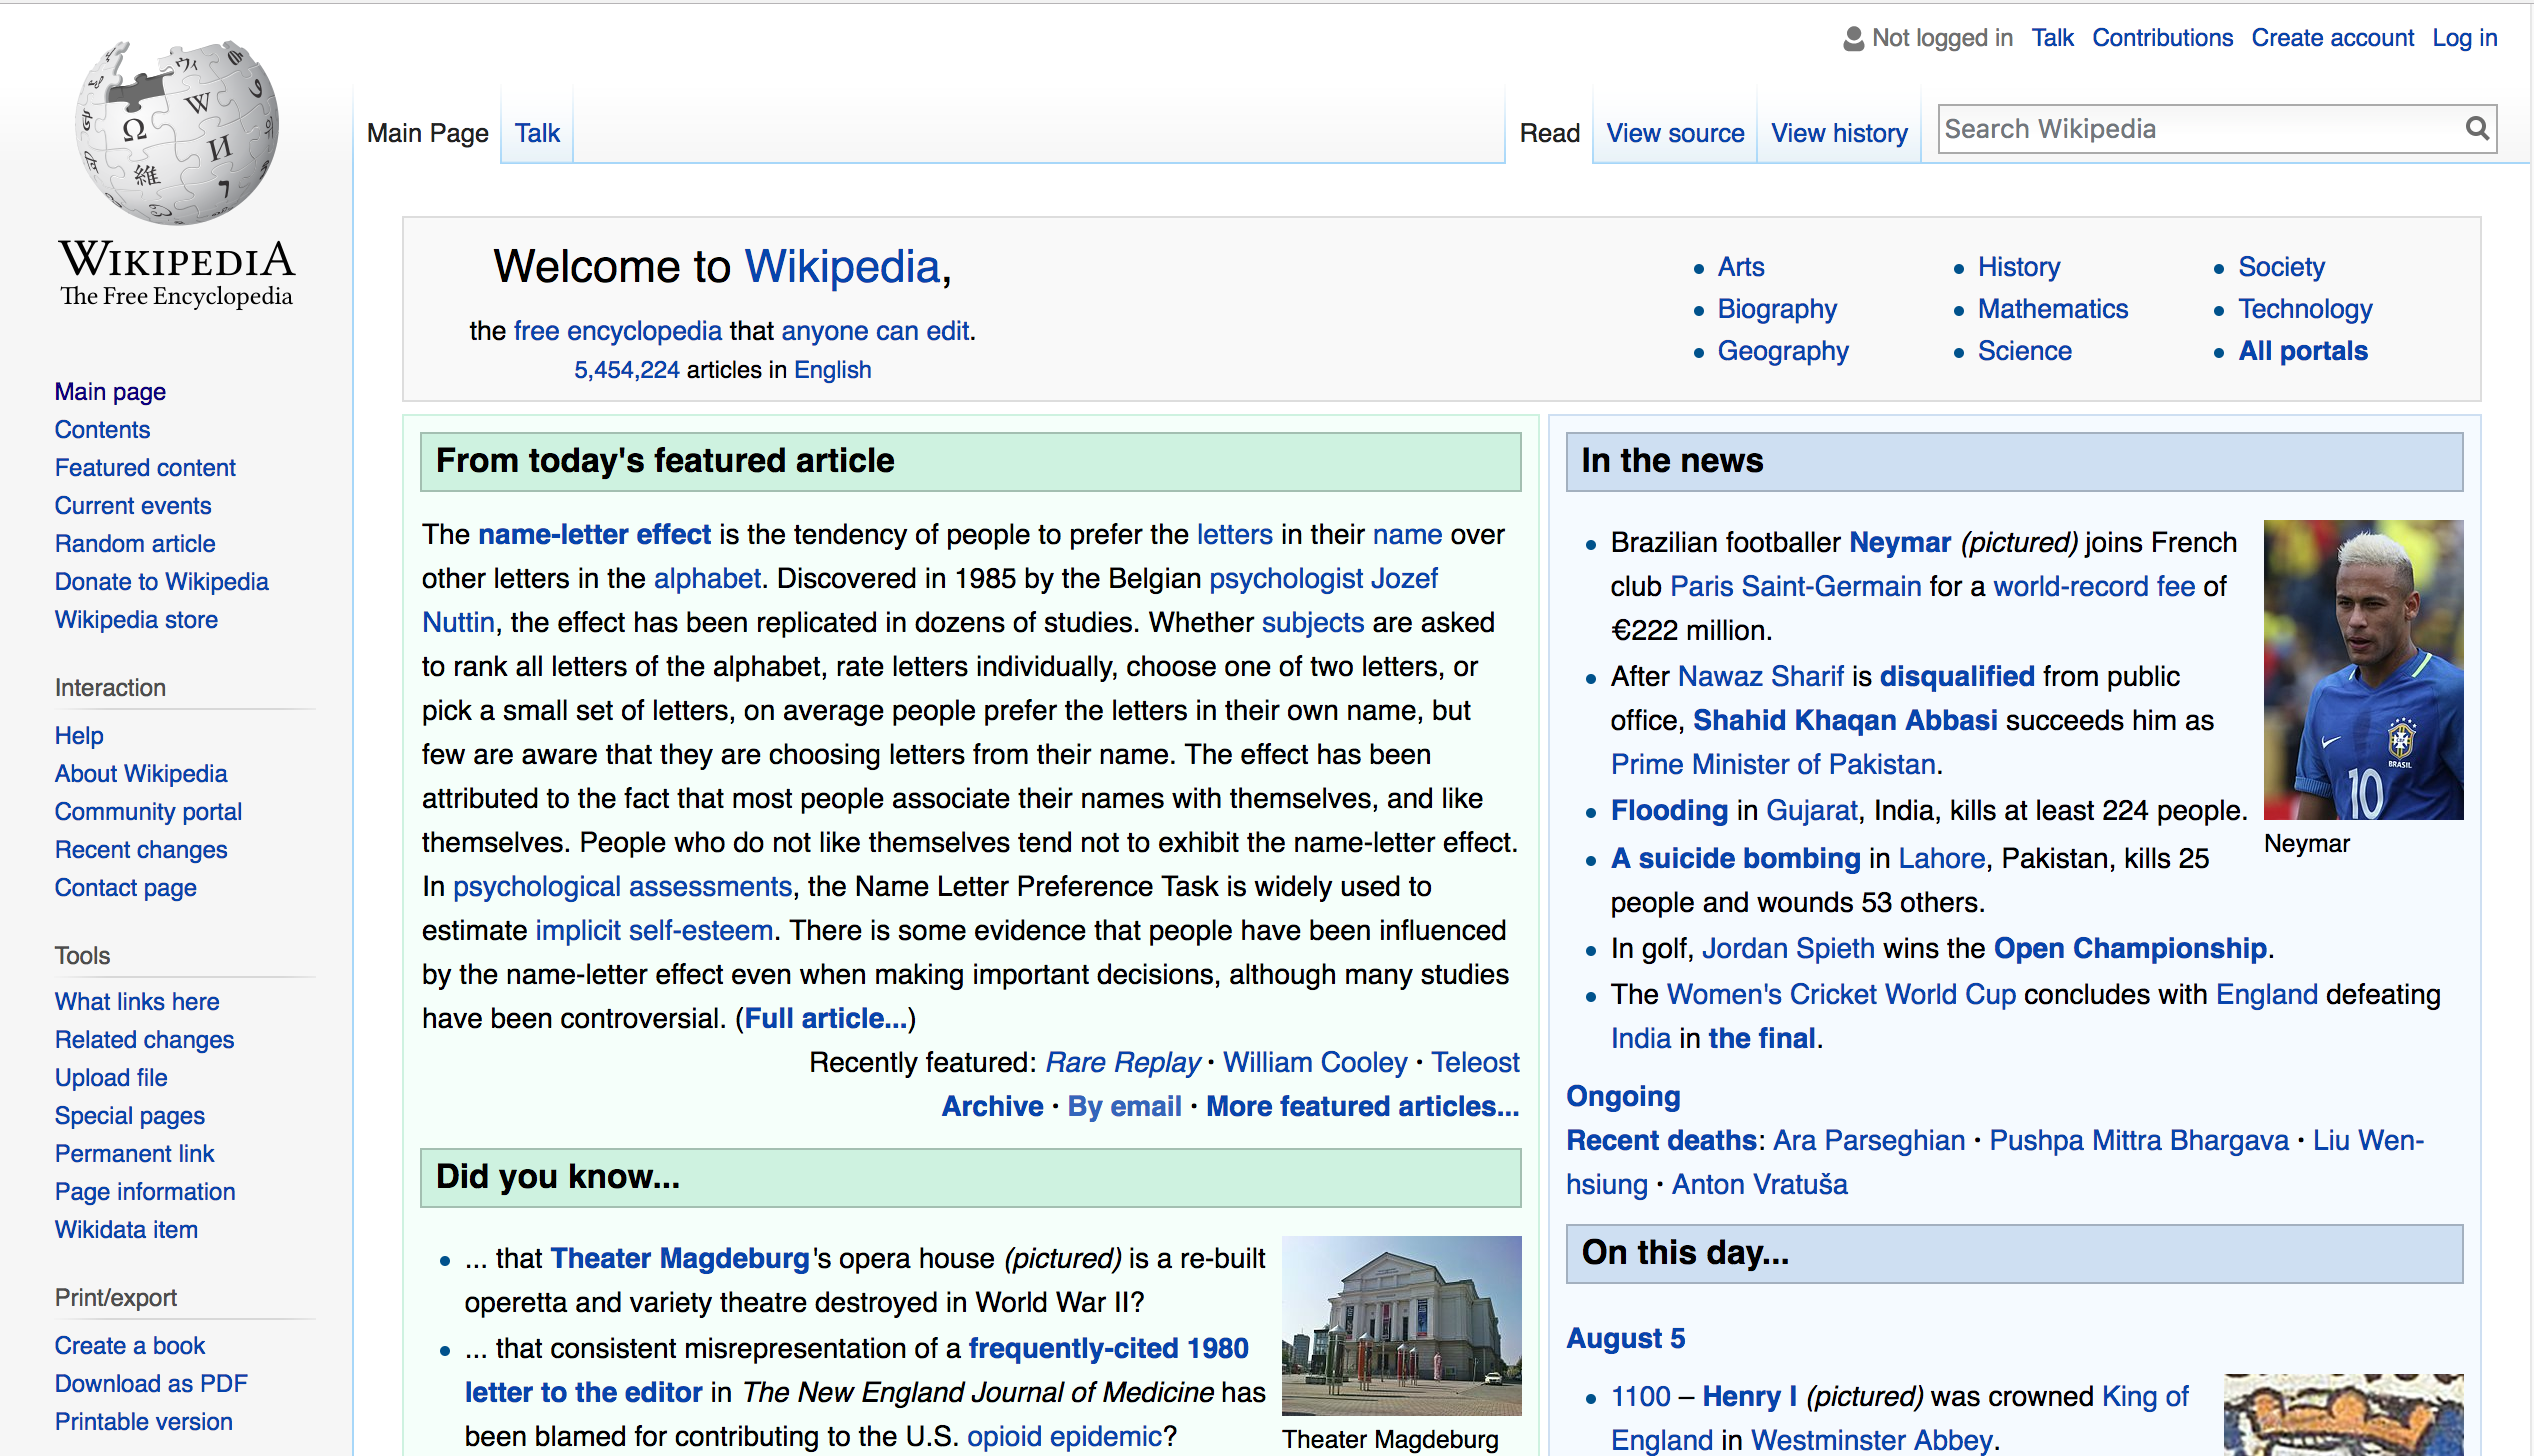 Not logged in Talk Contributions Create account Log in
Main Page Talk Read View source View history Search Wikipedia
WIKIPEDIA
The Free Encyclopedia
Main page
Contents
Featured content
Current events
Random article
Donate to Wikipedia
Wikipedia store
Interaction
Help
About Wikipedia
Community portal
Recent changes
Contact page
Tools
What links here
Related changes
Upload file
Special pages
Permanent link
Page information
Wikidata item
Print/export
Create a book
Download as PDF
Printable version
Welcome to Wikipedia,
the free encyclopedia that anyone can edit.
5,454,224 articles in English
Arts
Biography
Geography
History
Mathematics
Science
Society
Technology
All portals
From today's featured article
The name-letter effect is the tendency of people to prefer the letters in their name over
other letters in the alphabet. Discovered in 1985 by the Belgian psychologist Jozef
Nuttin, the effect has been replicated in dozens of studies. Whether subjects are asked
to rank all letters of the alphabet, rate letters individually, choose one of two letters, or
pick a small set of letters, on average people prefer the letters in their own name, but
few are aware that they are choosing letters from their name. The effect has been
attributed to the fact that most people associate their names with themselves, and like
themselves. People who do not like themselves tend not to exhibit the name-letter effect.
In psychological assessments, the Name Letter Preference Task is widely used to
estimate implicit self-esteem. There is some evidence that people have been influenced
by the name-letter effect even when making important decisions, although many studies
have been controversial. (Full article...)
Recently featured: Rare Replay · William Cooley · Teleost
Archive · By email · More featured articles...
Did you know...
... that Theater Magdeburg's opera house (pictured) is a re-built
operetta and variety theatre destroyed in World War II?
... that consistent misrepresentation of a frequently-cited 1980
letter to the editor in The New England Journal of Medicine has
been blamed for contributing to the U.S. opioid epidemic?
Theater Magdeburg
In the news
Brazilian footballer Neymar (pictured) joins French
club Paris Saint-Germain for a world-record fee of
€222 million.
After Nawaz Sharif is disqualified from public
office, Shahid Khaqan Abbasi succeeds him as
Prime Minister of Pakistan.
Flooding in Gujarat, India, kills at least 224 people.
A suicide bombing in Lahore, Pakistan, kills 25
people and wounds 53 others.
In golf, Jordan Spieth wins the Open Championship.
The Women's Cricket World Cup concludes with England defeating
India in the final.
BRASIL
10
Neymar
Ongoing
Recent deaths: Ara Parseghian · Pushpa Mittra Bhargava · Liu Wen-
hsiung · Anton Vratuša
On this day...
August 5
1100 – Henry I (pictured) was crowned King of
England in Westminster Abbey.